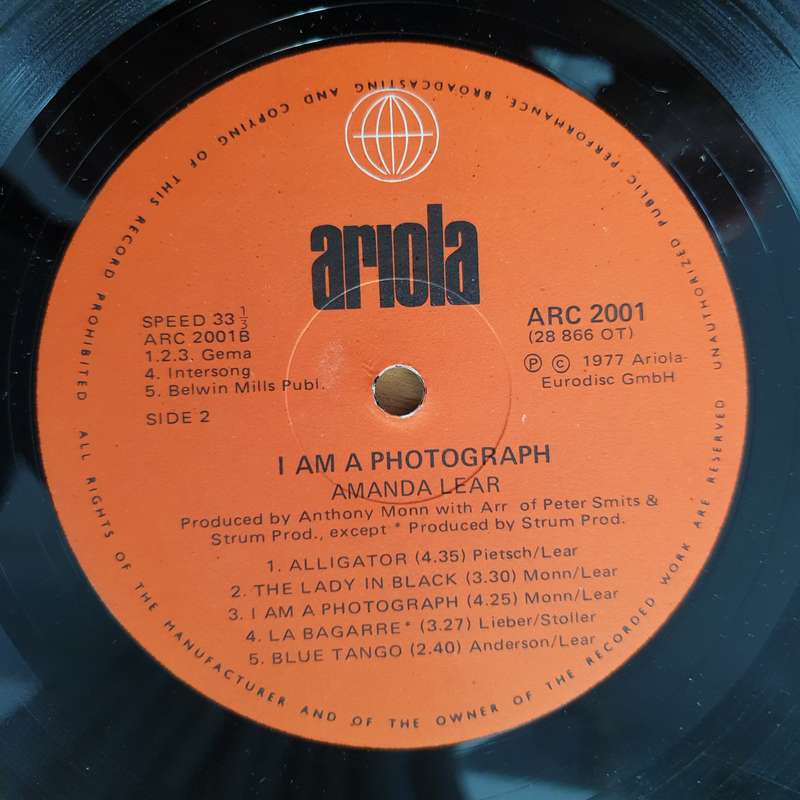 ariola
SPEED 33 1/3
ARC 2001B
1.2.3. Gema
4. Intersong
5. Belwin Mills Publ.
SIDE 2
ARC 2001
(28 866 OT)
Ⓟ © 1977 Ariola-
Eurodisc GmbH
I AM A PHOTOGRAPH
AMANDA LEAR
Produced by Anthony Monn with Arr of Peter Smits &
Strum Prod., except * Produced by Strum Prod.
1. ALLIGATOR (4.35) Pietsch/Lear
2. THE LADY IN BLACK (3.30) Monn/Lear
3. I AM A PHOTOGRAPH (4.25) Monn/Lear
4. LA BAGARRE* (3.27) Lieber/Stoller
5. BLUE TANGO (2.40) Anderson/Lear
ALL RIGHTS OF THE MANUFACTURER AND OF THE OWNER OF THE RECORDED WORK ARE RESERVED UNAUTHORIZED PUBLIC PERFORMANCE, BROADCASTING AND COPYING OF THIS RECORD PROHIBITED